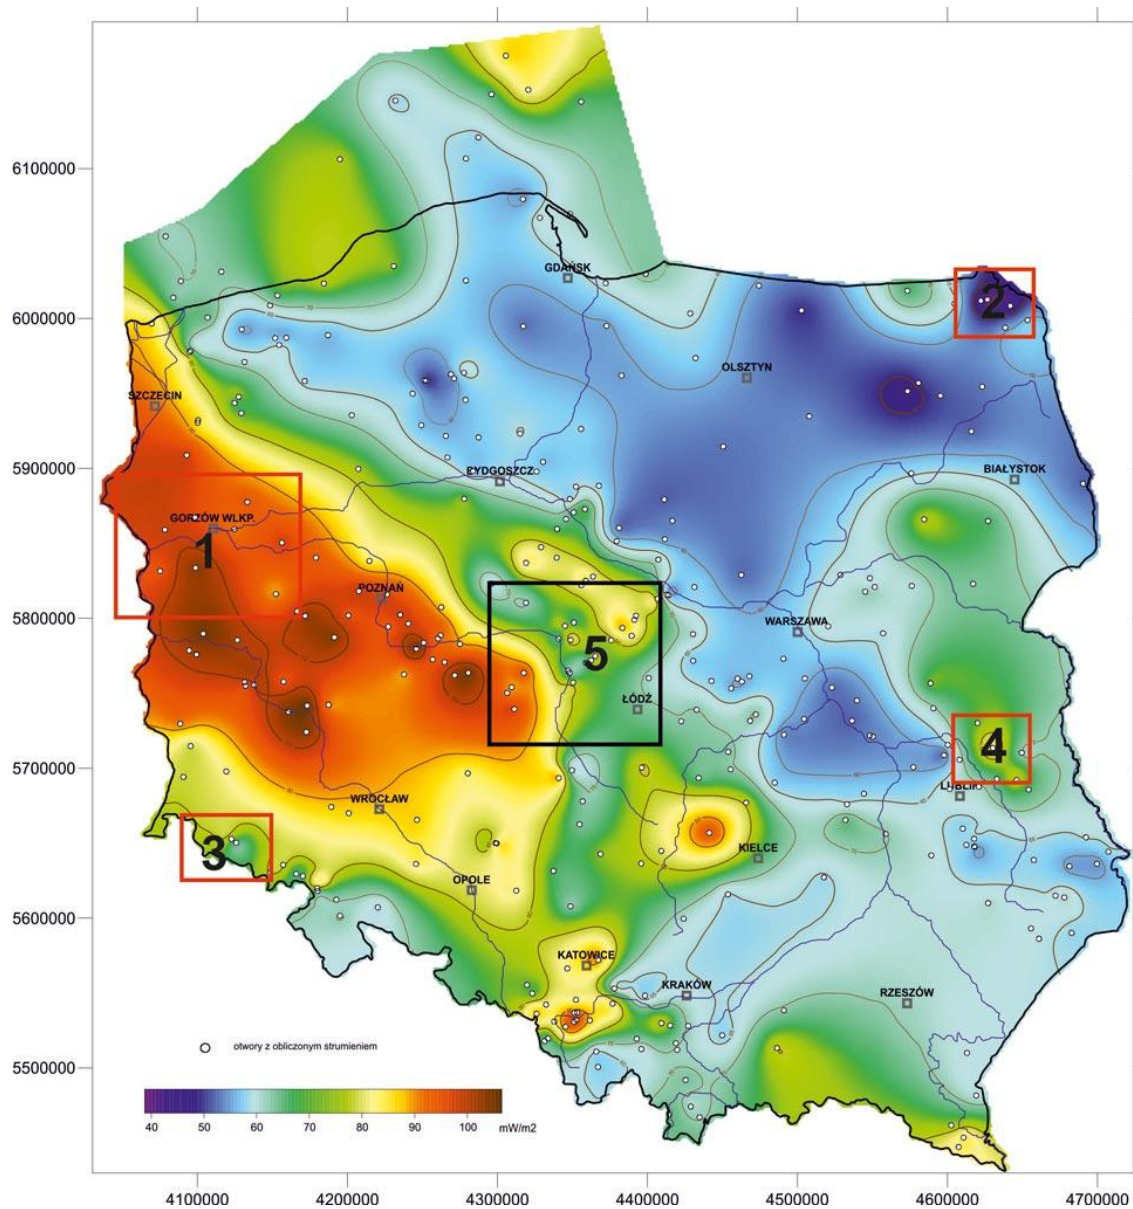 6100000
6000000
5900000
5800000
5700000
5600000
5500000
GDAŃSK
2
OLSZTYN
SZCZECIN
BYDGOSZCZ
BIAŁYSTOK
GORZÓW WLKP.
1
POZNAŃ
WARSZAWA
5
ŁÓDŹ
4
LUBLIN
WROCŁAW
3
KIELCE
OPOLE
KATOWICE
KRAKÓW
RZESZÓW
otwory z obliczonym strumieniem
40 50 60 70 80 90 100 mW/m2
4100000 4200000 4300000 4400000 4500000 4600000 4700000